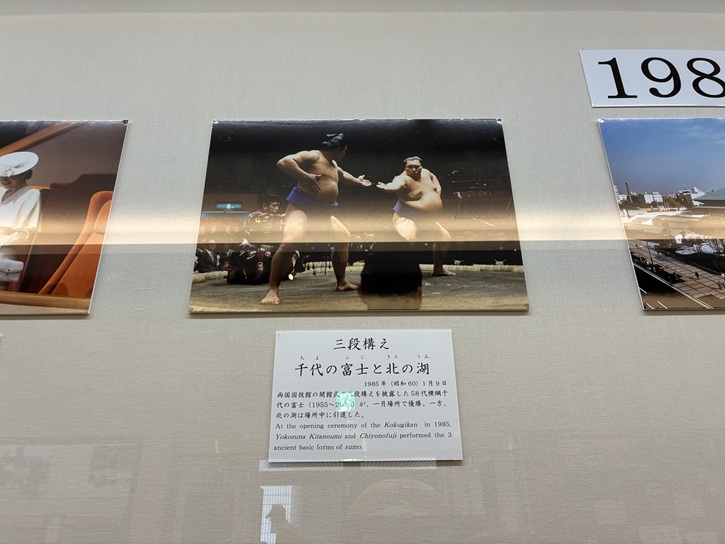 198
三段構え
ちよ ふじ きた うみ
千代の富士と北の湖
1985年(昭和60)1月9日
両国国技館の開館式で三段構えを披露した58代横綱千
代の富士(1955~2)が、一月場所で優勝。一方、
北の湖は場所中に引退した。
At the opening ceremony of the Kokugikan in 1985,
Yokozuna Kitanoumi and Chiyonofuji performed the 3
ancient basic forms of sumo.